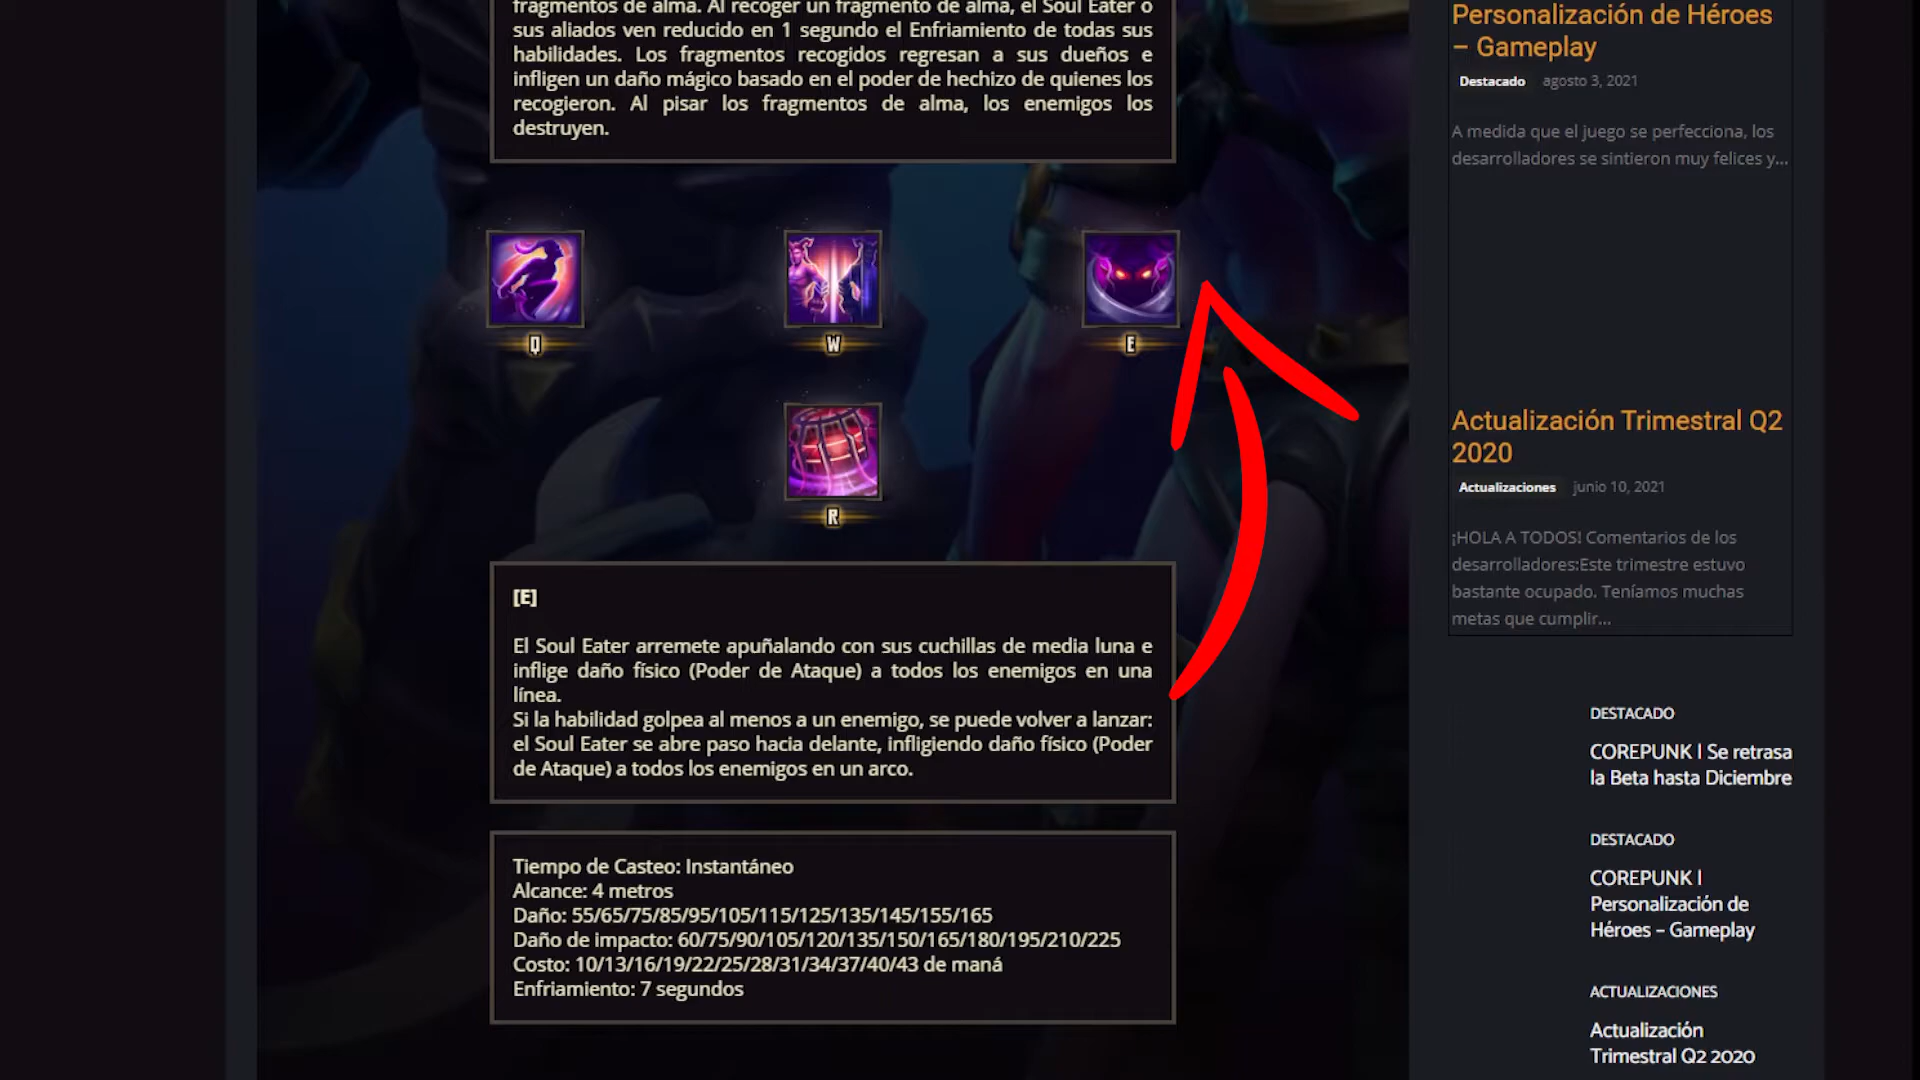 fragmentos de alma. Al recoger un fragmento de alma, el Soul Eater o
sus aliados ven reducido en 1 segundo el Enfriamiento de todas sus
habilidades. Los fragmentos recogidos regresan a sus dueños e
infligen un daño mágico basado en el poder de hechizo de quienes los
recogieron. Al pisar los fragmentos de alma, los enemigos los
destruyen.
Q
W
E
R
[E]
El Soul Eater arremete apuñalando con sus cuchillas de media luna e
inflige daño físico (Poder de Ataque) a todos los enemigos en una
línea.
Si la habilidad golpea al menos a un enemigo, se puede volver a lanzar:
el Soul Eater se abre paso hacia delante, infligiendo daño físico (Poder
de Ataque) a todos los enemigos en un arco.
Tiempo de Casteo: Instantáneo
Alcance: 4 metros
Daño: 55/65/75/85/95/105/115/125/135/145/155/165
Daño de impacto: 60/75/90/105/120/135/150/165/180/195/210/225
Costo: 10/13/16/19/22/25/28/31/34/37/40/43 de maná
Enfriamiento: 7 segundos
Personalización de Héroes
– Gameplay
Destacado agosto 3, 2021
A medida que el juego se perfecciona, los
desarrolladores se sintieron muy felices y...
Actualización Trimestral Q2
2020
Actualizaciones junio 10, 2021
¡HOLA A TODOS! Comentarios de los
desarrolladores:Este trimestre estuvo
bastante ocupado. Teníamos muchas
metas que cumplir...
DESTACADO
COREPUNK | Se retrasa
la Beta hasta Diciembre
DESTACADO
COREPUNK |
Personalización de
Héroes – Gameplay
ACTUALIZACIONES
Actualización
Trimestral Q2 2020